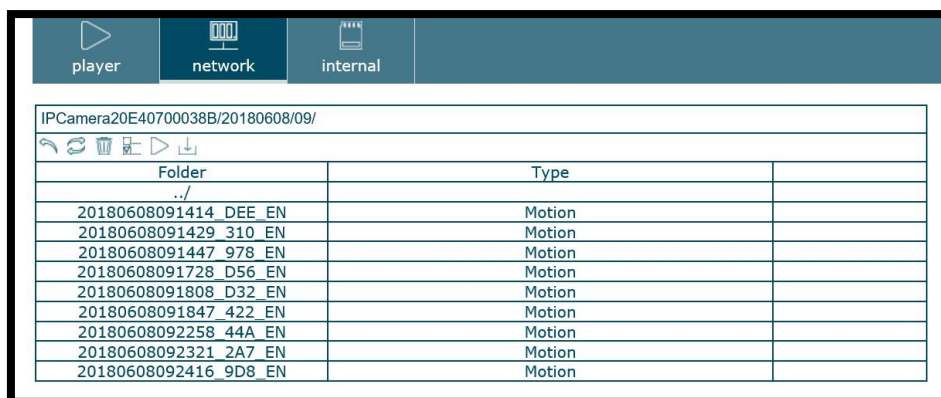 player network internal
IPCamera20E40700038B/20180608/09/
Folder Type
../
20180608091414_DEE_EN Motion
20180608091429_310_EN Motion
20180608091447_978_EN Motion
20180608091728_D56_EN Motion
20180608091808_D32_EN Motion
20180608091847_422_EN Motion
20180608092258_44A_EN Motion
20180608092321_2A7_EN Motion
20180608092416_9D8_EN Motion